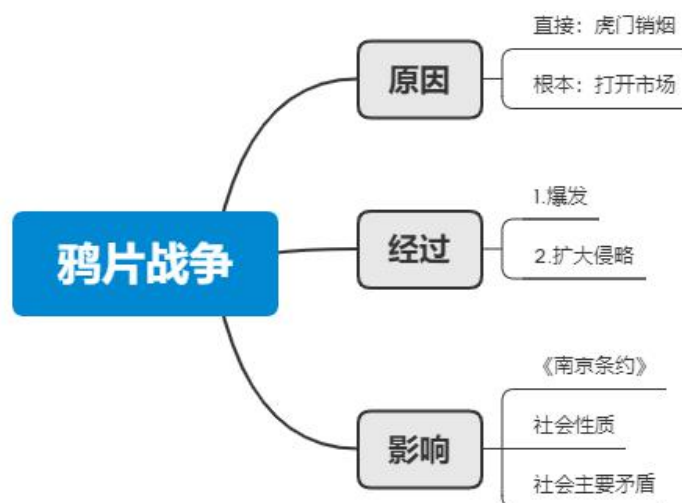 鸦片战争
原因
直接：虎门销烟
根本：打开市场
经过
1.爆发
2.扩大侵略
影响
《南京条约》
社会性质
社会主要矛盾